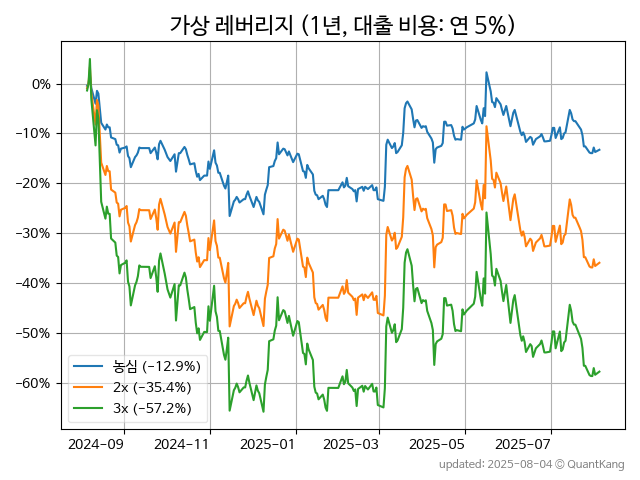 가상 레버리지 (1년, 대출 비용: 연 5%)
0%
−10%
−20%
−30%
−40%
−50%
−60%
농심 (−12.9%)
2x (−35.4%)
3x (−57.2%)
2024-09
2024-11
2025-01
2025-03
2025-05
2025-07
updated: 2025-08-04 © QuantKang